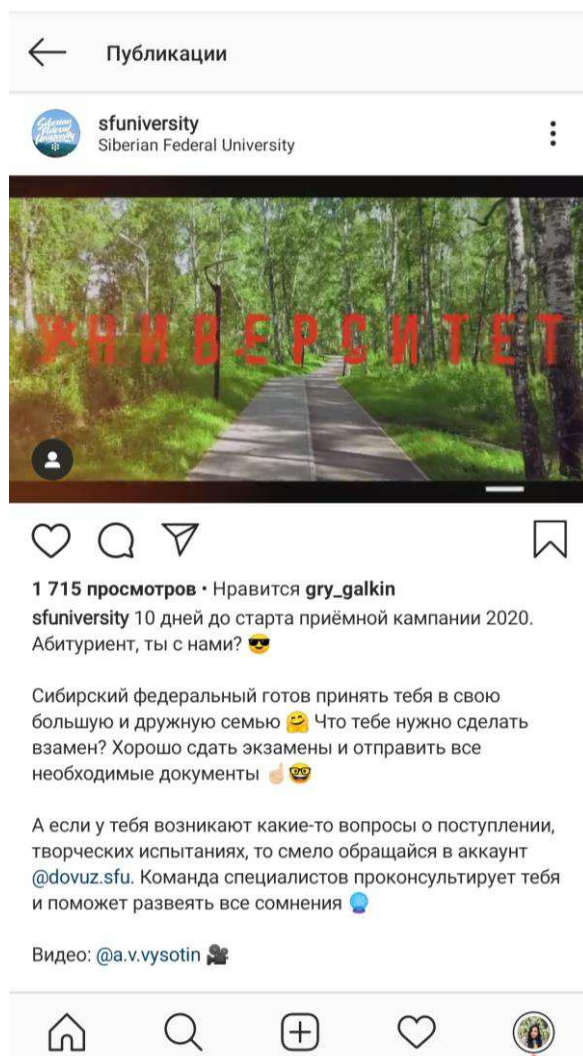 Публикации
sfuniversity
Siberian Federal University
УНИВЕРСИТЕТ
1 715 просмотров • Нравится gry_galkin
sfuniversity 10 дней до старта приёмной кампании 2020.
Абитуриент, ты с нами? 😎
Сибирский федеральный готов принять тебя в свою
большую и дружную семью 🤗 Что тебе нужно сделать
взамен? Хорошо сдать экзамены и отправить все
необходимые документы ☝🏻🤓
А если у тебя возникают какие-то вопросы о поступлении,
творческих испытаниях, то смело обращайся в аккаунт
@dovuz.sfu. Команда специалистов проконсультирует тебя
и поможет развеять все сомнения 🔮
Видео: @a.v.vysotin 🎥